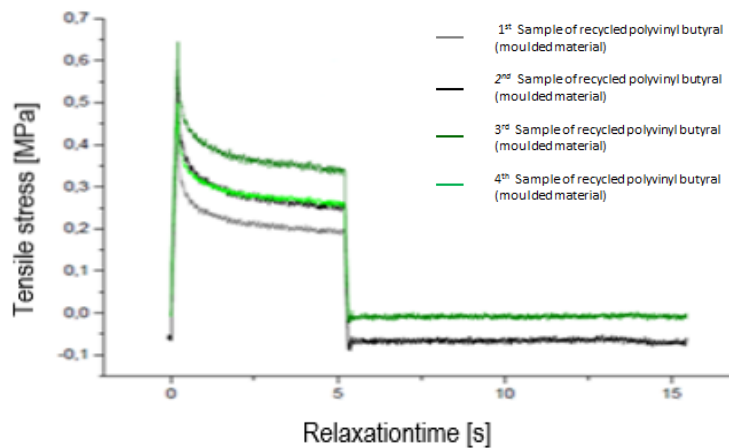 0,7
0,6
0,5
0,4
0,3
0,2
0,1
0,0
-0,1
Tensile stress [MPa]
0 5 10 15
Relaxationtime [s]
1st Sample of recycled polyvinyl butyral
(moulded material)
2nd Sample of recycled polyvinyl butyral
(moulded material)
3rd Sample of recycled polyvinyl butyral
(moulded material)
4th Sample of recycled polyvinyl butyral
(moulded material)